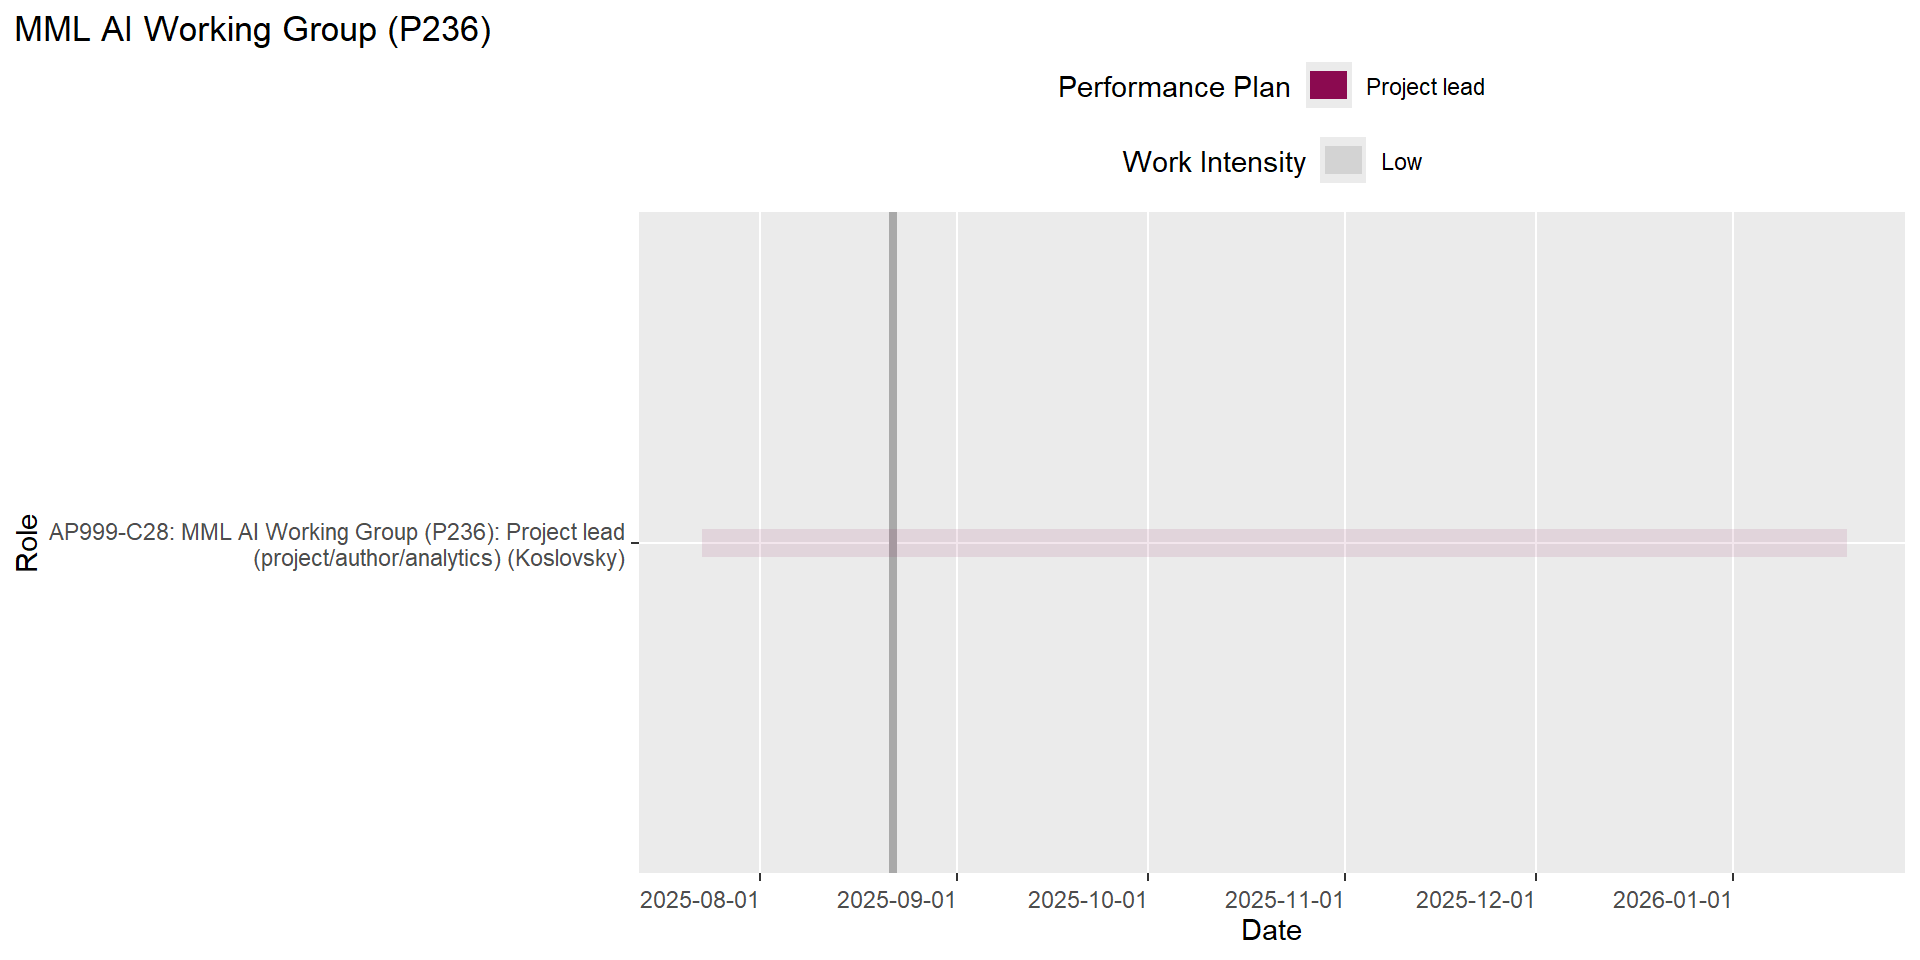 MML AI Working Group (P236)
Performance Plan
Project lead
Work Intensity
Low
Role
AP999-C28: MML AI Working Group (P236): Project lead
(project/author/analytics) (Koslovsky)
2025-08-01
2025-09-01
2025-10-01
2025-11-01
2025-12-01
2026-01-01
Date